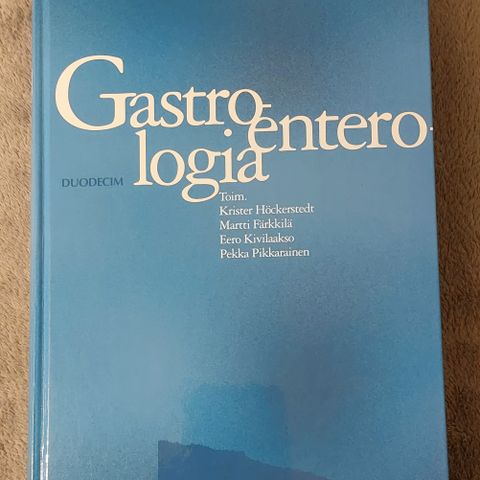 Gastro-
entero-
logia
DUODECIM
Toim.
Krister Höckerstedt
Martti Färkkilä
Eero Kivilaakso
Pekka Pikkarainen